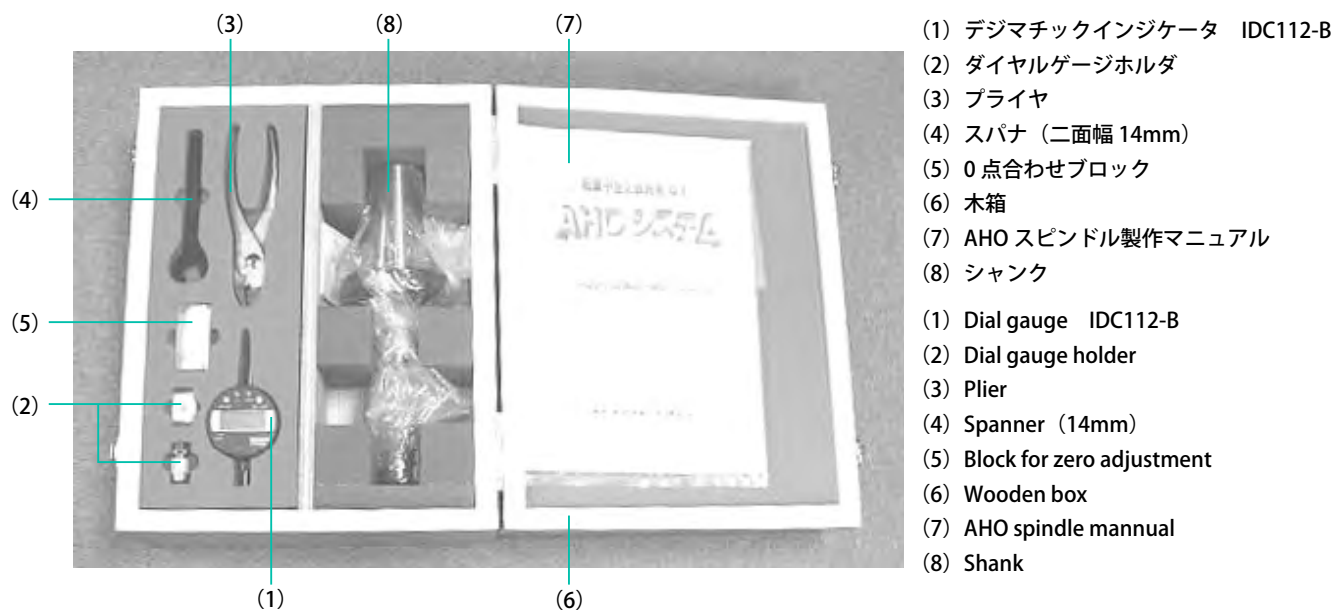 (3)
(8)
(7)
(4)
(5)
(2)
(1)
(6)
AHO システム
(1) デジマチックインジケータ IDC112-B
(2) ダイヤルゲージホルダ
(3) プライヤ
(4) スパナ（二面幅 14mm）
(5) 0 点合わせブロック
(6) 木箱
(7) AHO スピンドル製作マニュアル
(8) シャンク
(1) Dial gauge IDC112-B
(2) Dial gauge holder
(3) Plier
(4) Spanner（14mm）
(5) Block for zero adjustment
(6) Wooden box
(7) AHO spindle mannual
(8) Shank